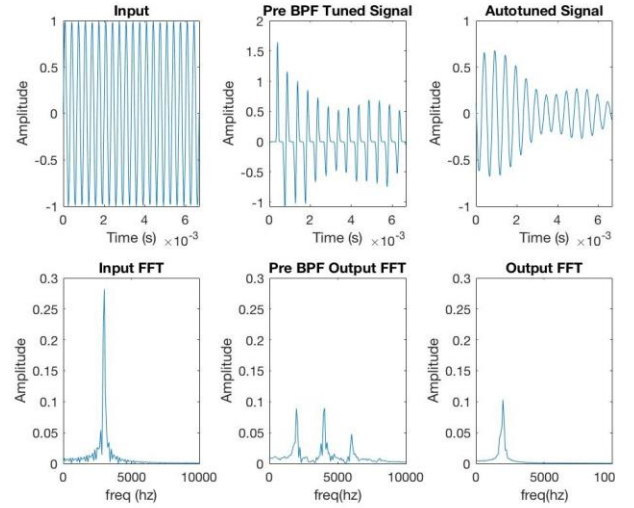 Input
Amplitude
1
0.5
0
-0.5
-1
0 2 4 6
Time (s) ×10⁻³
Pre BPF Tuned Signal
Amplitude
2
1.5
1
0.5
0
-0.5
-1
0 2 4 6
Time (s) ×10⁻³
Autotuned Signal
Amplitude
1
0.5
0
-0.5
-1
0 2 4 6
Time (s) ×10⁻³
Input FFT
Amplitude
0.3
0.25
0.2
0.15
0.1
0.05
0
0 5000 10000
freq (hz)
Pre BPF Output FFT
Amplitude
0.3
0.25
0.2
0.15
0.1
0.05
0
0 5000 10000
freq(hz)
Output FFT
Amplitude
0.3
0.25
0.2
0.15
0.1
0.05
0
0 5000 100
freq(hz)